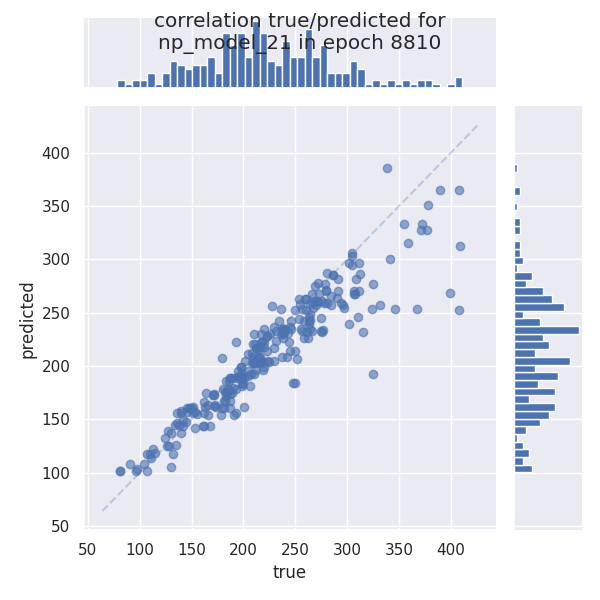 correlation true/predicted for
np_model_21 in epoch 8810
400
350
300
250
200
150
100
50
predicted
50 100 150 200 250 300 350 400
true